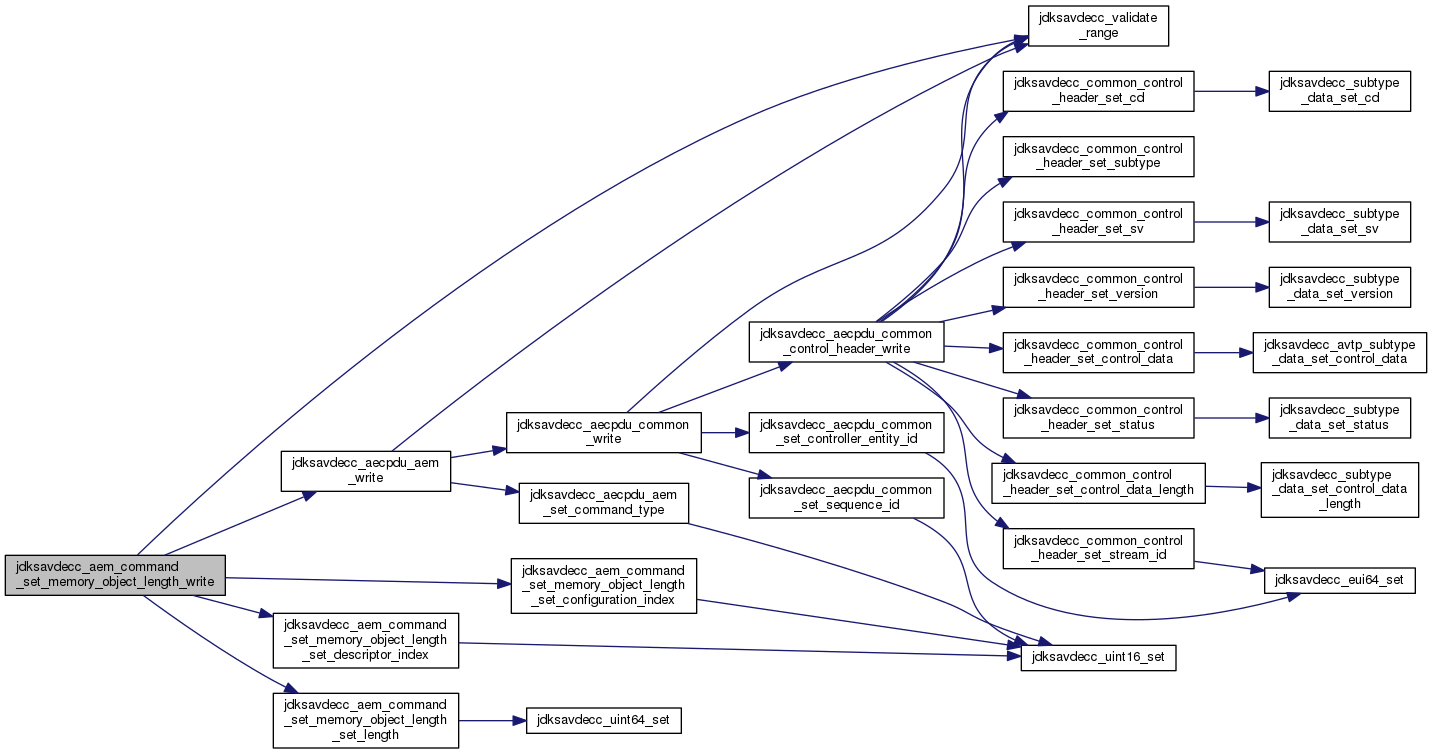 jdksavdecc_aem_command
_set_memory_object_length_write
jdksavdecc_aecpdu_aem
_write
jdksavdecc_aem_command
_set_memory_object_length
_set_descriptor_index
jdksavdecc_aem_command
_set_memory_object_length
_set_length
jdksavdecc_aecpdu_common
_write
jdksavdecc_aecpdu_aem
_set_command_type
jdksavdecc_aem_command
_set_memory_object_length
_set_configuration_index
jdksavdecc_uint64_set
jdksavdecc_aecpdu_common
_control_header_write
jdksavdecc_aecpdu_common
_set_controller_entity_id
jdksavdecc_aecpdu_common
_set_sequence_id
jdksavdecc_validate
_range
jdksavdecc_common_control
_header_set_cd
jdksavdecc_common_control
_header_set_subtype
jdksavdecc_common_control
_header_set_sv
jdksavdecc_common_control
_header_set_version
jdksavdecc_common_control
_header_set_control_data
jdksavdecc_common_control
_header_set_status
jdksavdecc_common_control
_header_set_control_data_length
jdksavdecc_common_control
_header_set_stream_id
jdksavdecc_uint16_set
jdksavdecc_subtype
_data_set_cd
jdksavdecc_subtype
_data_set_sv
jdksavdecc_subtype
_data_set_version
jdksavdecc_avtp_subtype
_data_set_control_data
jdksavdecc_subtype
_data_set_status
jdksavdecc_subtype
_data_set_control_data
_length
jdksavdecc_eui64_set